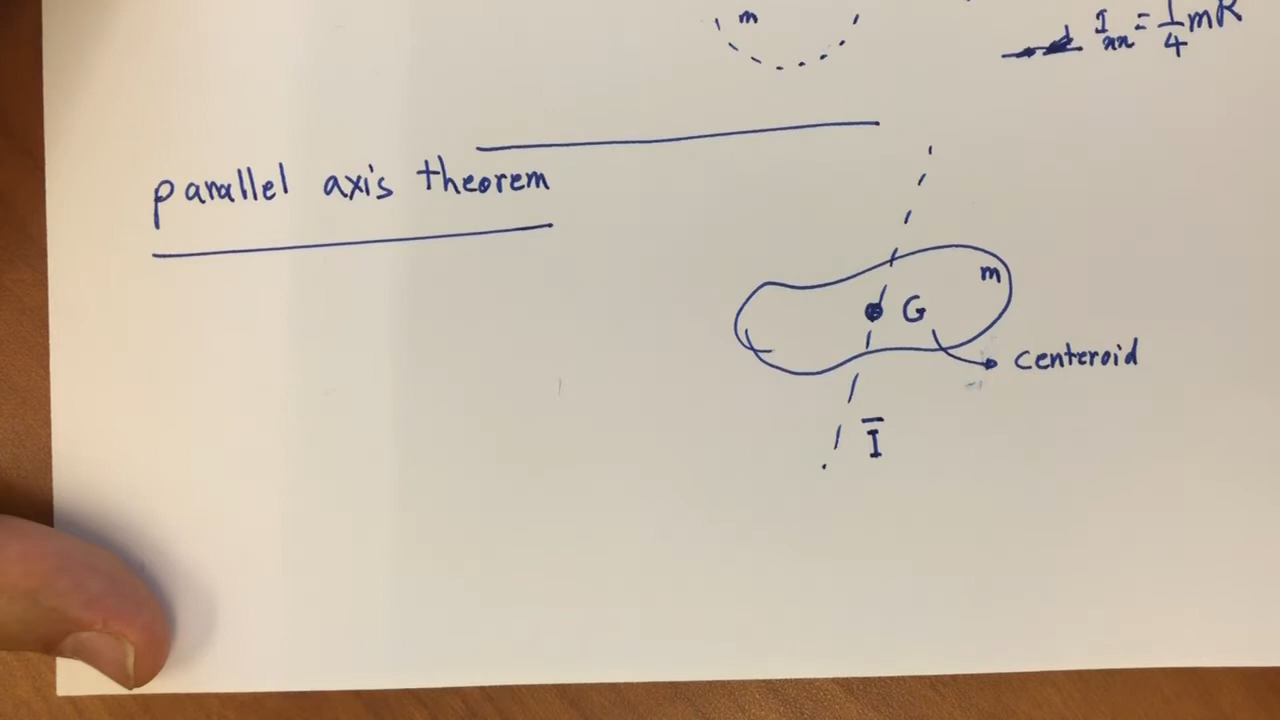 m
I_xx = 1/4 mR
parallel axis theorem
m
G
centeroid
Ī